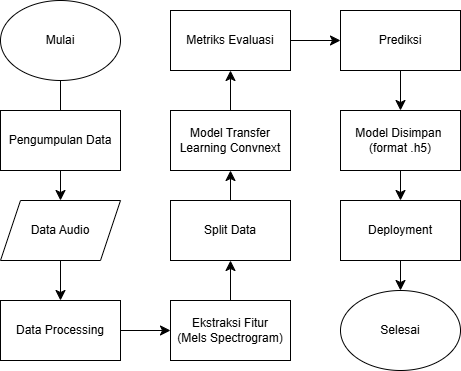 Mulai
Pengumpulan Data
Data Audio
Data Processing
Ekstraksi Fitur
(Mels Spectrogram)
Split Data
Model Transfer
Learning Convnext
Metriks Evaluasi
Prediksi
Model Disimpan
(format .h5)
Deployment
Selesai